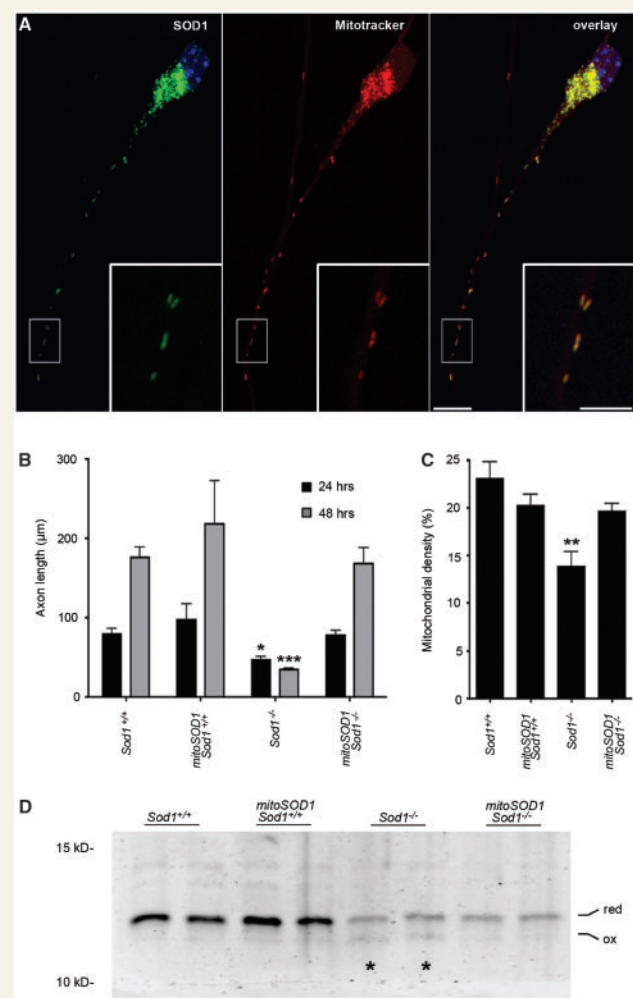 A SOD1 Mitotracker overlay
B
300
200
100
0
Axon length (µm)
24 hrs
48 hrs
*
***
Sod1 +/+
mitoSOD1 Sod1 +/+
Sod1 -/-
mitoSOD1 Sod1 -/-
C
25
20
15
10
5
0
Mitochondrial density (%)
**
Sod1+/+
mitoSOD1 Sod1+/+
Sod1-/-
mitoSOD1 Sod1-/-
D
Sod1+/+
mitoSOD1
Sod1+/+
Sod1-/-
mitoSOD1
Sod1-/-
15 kD-
red
ox
* *
10 kD-